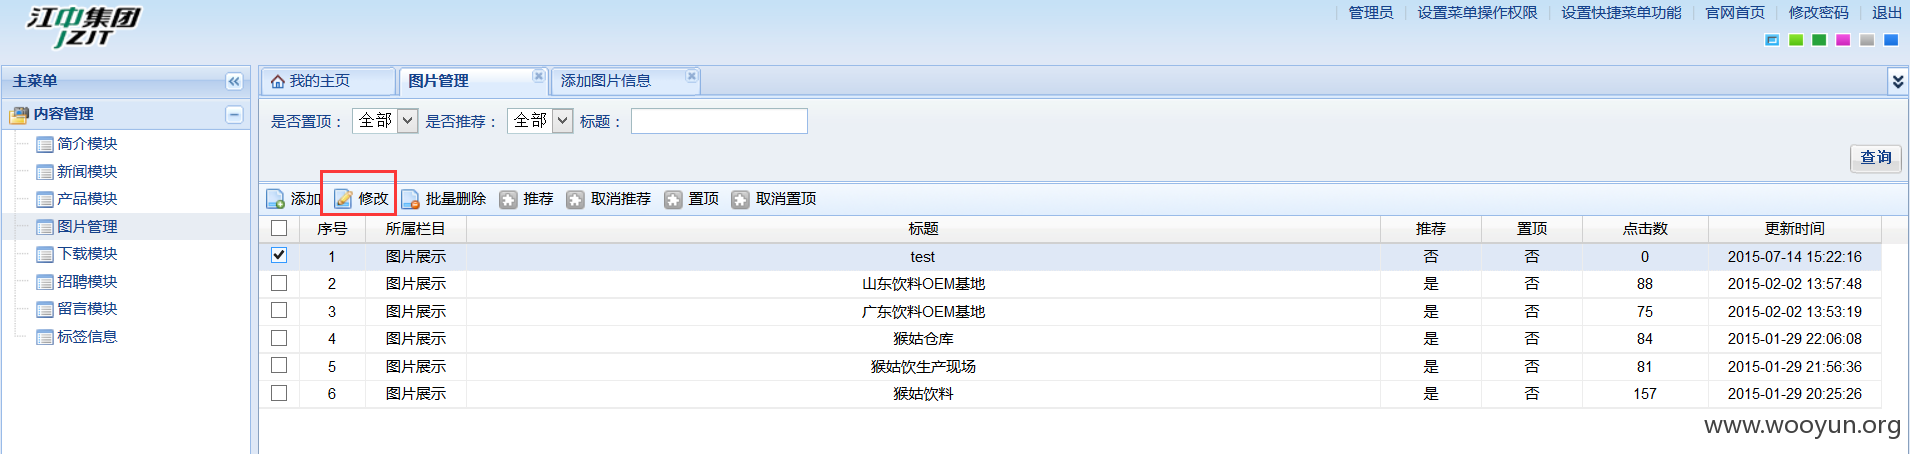 江中集团
JZJT
管理员 设置菜单操作权限 设置快捷菜单功能 官网首页 修改密码 退出
主菜单
内容管理
简介模块
新闻模块
产品模块
图片管理
下载模块
招聘模块
留言模块
标签信息
我的主页 图片管理 添加图片信息
是否置顶： 全部 是否推荐： 全部 标题：
查询
添加 修改 批量删除 推荐 取消推荐 置顶 取消置顶
序号 所属栏目 标题 推荐 置顶 点击数 更新时间
1 图片展示 test 否 否 0 2015-07-14 15:22:16
2 图片展示 山东饮料OEM基地 是 否 88 2015-02-02 13:57:48
3 图片展示 广东饮料OEM基地 是 否 75 2015-02-02 13:53:19
4 图片展示 猴姑仓库 是 否 84 2015-01-29 22:06:08
5 图片展示 猴姑饮生产现场 是 否 81 2015-01-29 21:56:36
6 图片展示 猴姑饮料 是 否 157 2015-01-29 20:25:26
www.wooyun.org